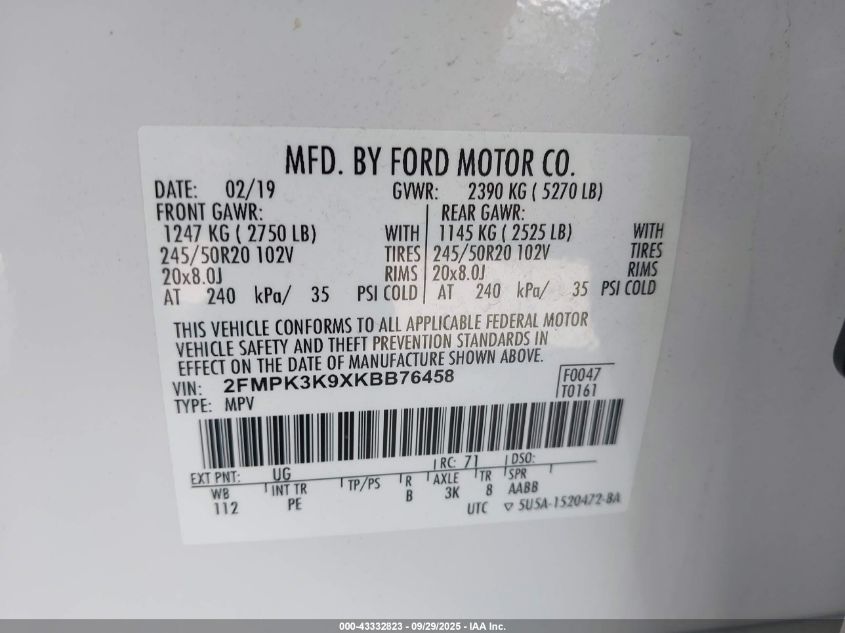 MFD. BY FORD MOTOR CO.
DATE: 02/19 GVWR: 2390 KG ( 5270 LB)
FRONT GAWR: REAR GAWR:
1247 KG ( 2750 LB) WITH 1145 KG ( 2525 LB) WITH
245/50R20 102V TIRES 245/50R20 102V TIRES
20x8.0J RIMS 20x8.0J RIMS
AT 240 kPa/ 35 PSI COLD AT 240 kPa/ 35 PSI COLD
THIS VEHICLE CONFORMS TO ALL APPLICABLE FEDERAL MOTOR
VEHICLE SAFETY AND THEFT PREVENTION STANDARDS IN
EFFECT ON THE DATE OF MANUFACTURE SHOWN ABOVE.
VIN: 2FMPK3K9XKBB76458 F0047
TYPE: MPV T0161
EXT PNT: UG RC: 71 DSO:
WB INT TR TP/PS R AXLE TR SPR
112 PE B 3K 8 AABB
UTC ▽ 5U5A-1520472-BA
000-43332823 - 09/29/2025 - IAA Inc.